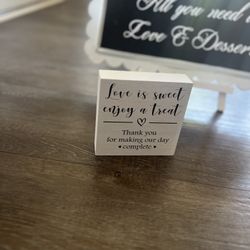 All you need is
Love & Dessert
Love is sweet
enjoy a treat
Thank you
for making our day
complete